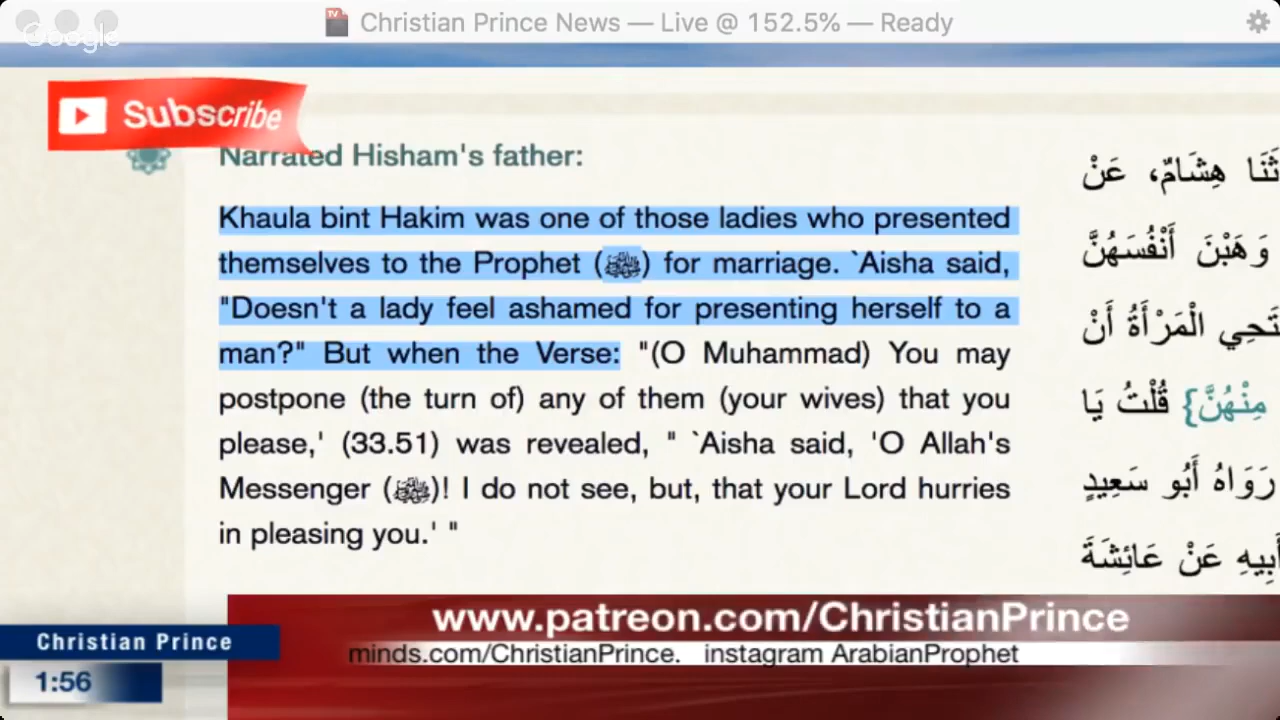 Christian Prince News — Live @ 152.5% — Ready
Google
Subscribe
Narrated Hisham's father:
Khaula bint Hakim was one of those ladies who presented
themselves to the Prophet (ﷺ) for marriage. `Aisha said,
"Doesn't a lady feel ashamed for presenting herself to a
man?" But when the Verse: "(O Muhammad) You may
postpone (the turn of) any of them (your wives) that you
please,' (33.51) was revealed, " `Aisha said, 'O Allah's
Messenger (ﷺ)! I do not see, but, that your Lord hurries
in pleasing you.' "
هِشَامٌ، عَنْ
وَهَبْنَ أَنْفُسَهُنَّ
الْمَرْأَةُ أَنْ
مِنْهُنَّ} قُلْتُ يَا
رَوَاهُ أَبُو سَعِيدٍ
أَبِيهِ عَنْ عَائِشَةَ
www.patreon.com/ChristianPrince
Christian Prince
minds.com/ChristianPrince. instagram ArabianProphet
1:56